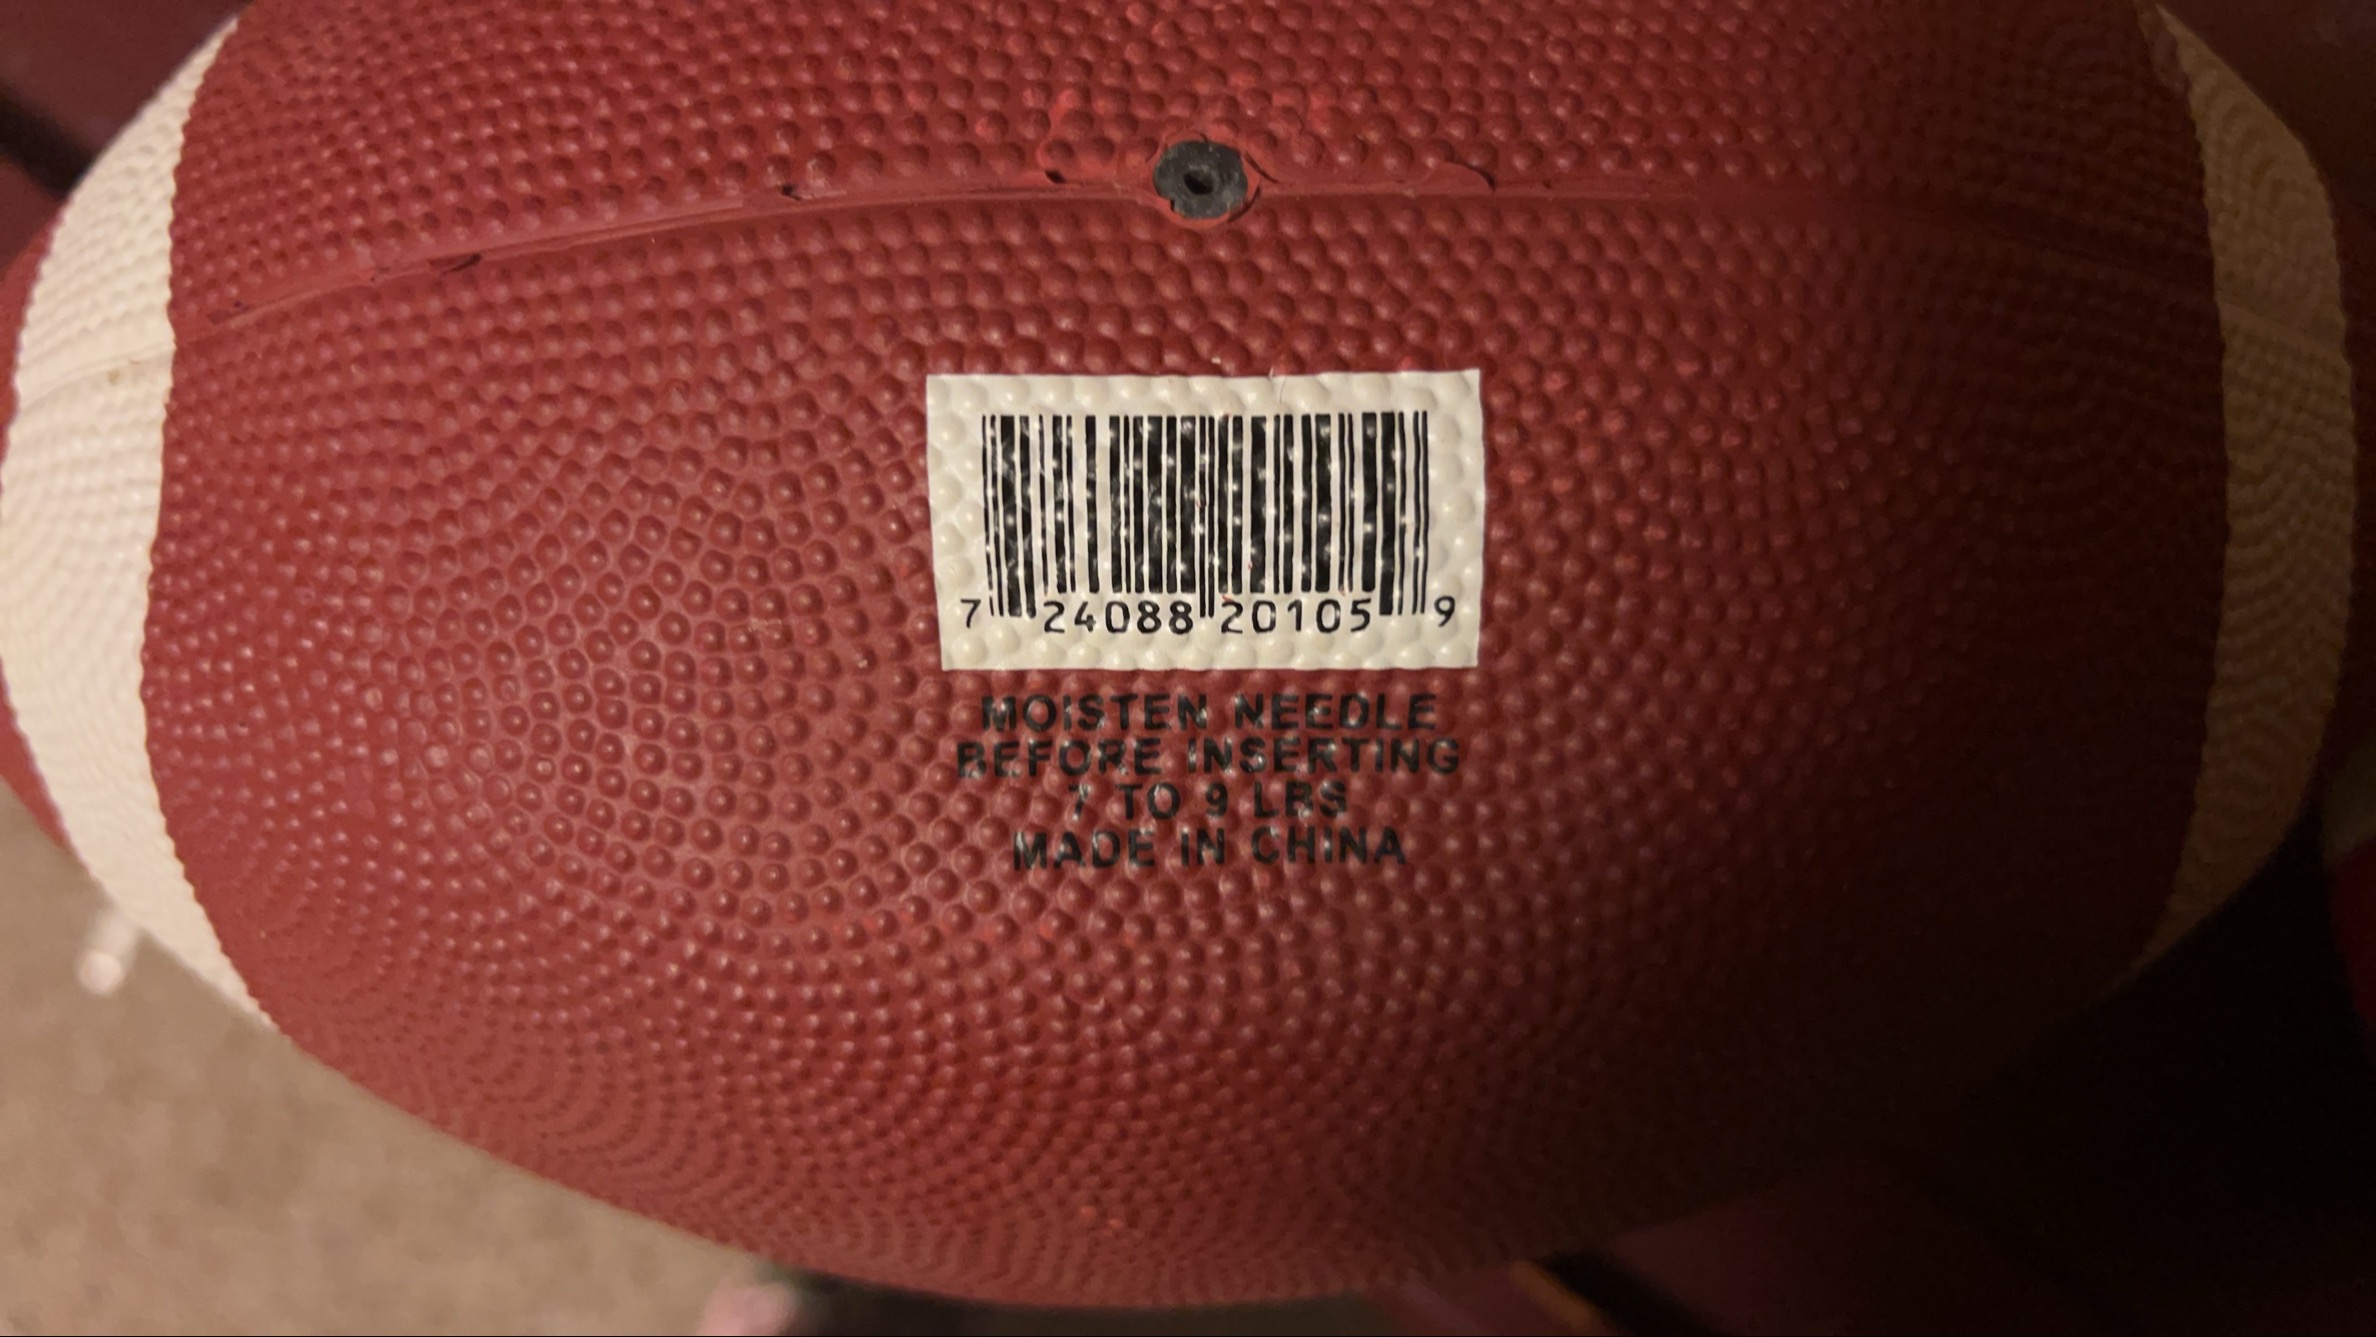 7 24088 20105 9
MOISTEN NEEDLE
BEFORE INSERTING
7 TO 9 LBS
MADE IN CHINA